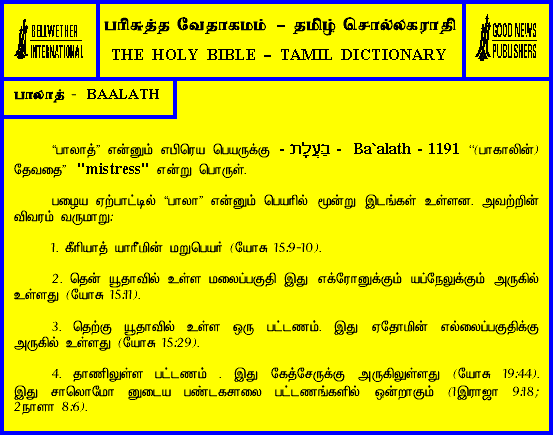 BELLWETHER
INTERNATIONAL
பரிசுத்த வேதாகமம் – தமிழ் சொல்லகராதி
THE HOLY BIBLE – TAMIL DICTIONARY
GOOD NEWS
PUBLISHERS
பாலாத் - BAALATH
“பாலாத்” என்னும் எபிரெய பெயருக்கு - בַּעֲלָת - Ba`alath - 1191 “(பாகாலின்)
தேவதை” "mistress" என்று பொருள்.
பழைய ஏற்பாட்டில் “பாலா” என்னும் பெயரில் மூன்று இடங்கள் உள்ளன. அவற்றின்
விவரம் வருமாறு:
1. கீரியாத் யாரீமின் மறுபெயர் (யோசு 15:9-10).
2. தென் யூதாவில் உள்ள மலைப்பகுதி இது எக்ரோனுக்கும் யப்நேலுக்கும் அருகில்
உள்ளது (யோசு 15:11).
3. தெற்கு யூதாவில் உள்ள ஒரு பட்டணம். இது ஏதோமின் எல்லைப்பகுதிக்கு
அருகில் உள்ளது (யோசு 15:29).
4. தாணிலுள்ள பட்டணம் . இது கேத்சேருக்கு அருகிலுள்ளது (யோசு 19:44).
இது சாலொமோ னுடைய பண்டகசாலை பட்டணங்களில் ஒன்றாகும் (1இராஜா 9:18;
2நாளா 8:6).